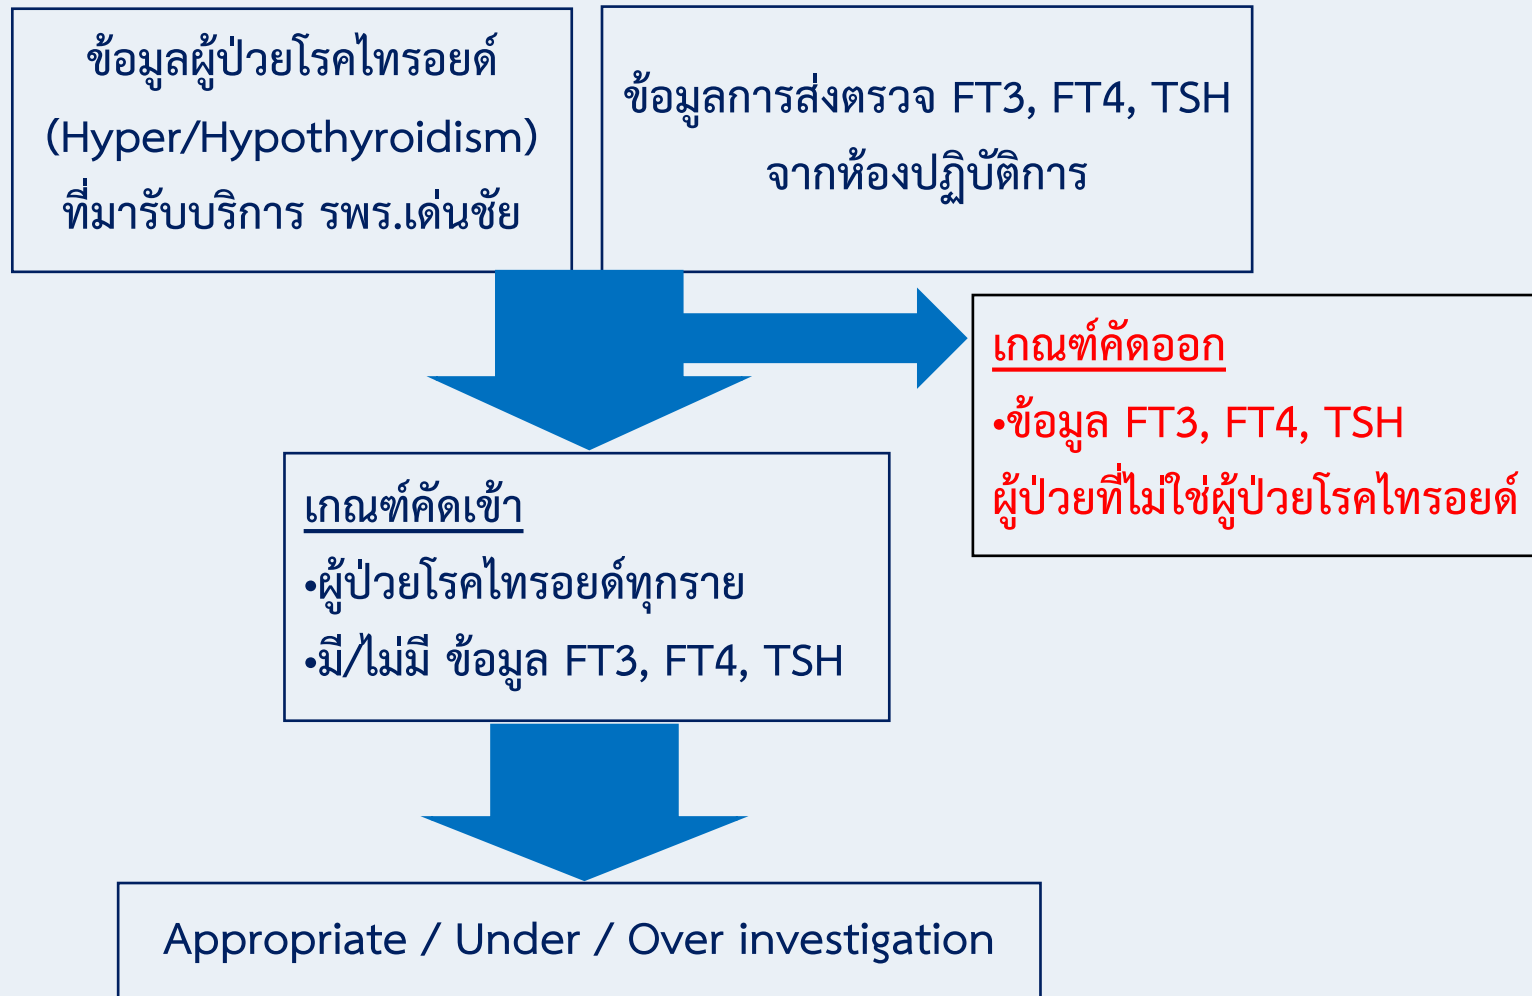 ข้อมูลผู้ป่วยโรคไทรอยด์
(Hyper/Hypothyroidism)
ที่มารับบริการ รพร.เด่นชัย
ข้อมูลการส่งตรวจ FT3, FT4, TSH
จากห้องปฏิบัติการ
เกณฑ์คัดออก
•ข้อมูล FT3, FT4, TSH
ผู้ป่วยที่ไม่ใช่ผู้ป่วยโรคไทรอยด์
เกณฑ์คัดเข้า
•ผู้ป่วยโรคไทรอยด์ทุกราย
•มี/ไม่มี ข้อมูล FT3, FT4, TSH
Appropriate / Under / Over investigation